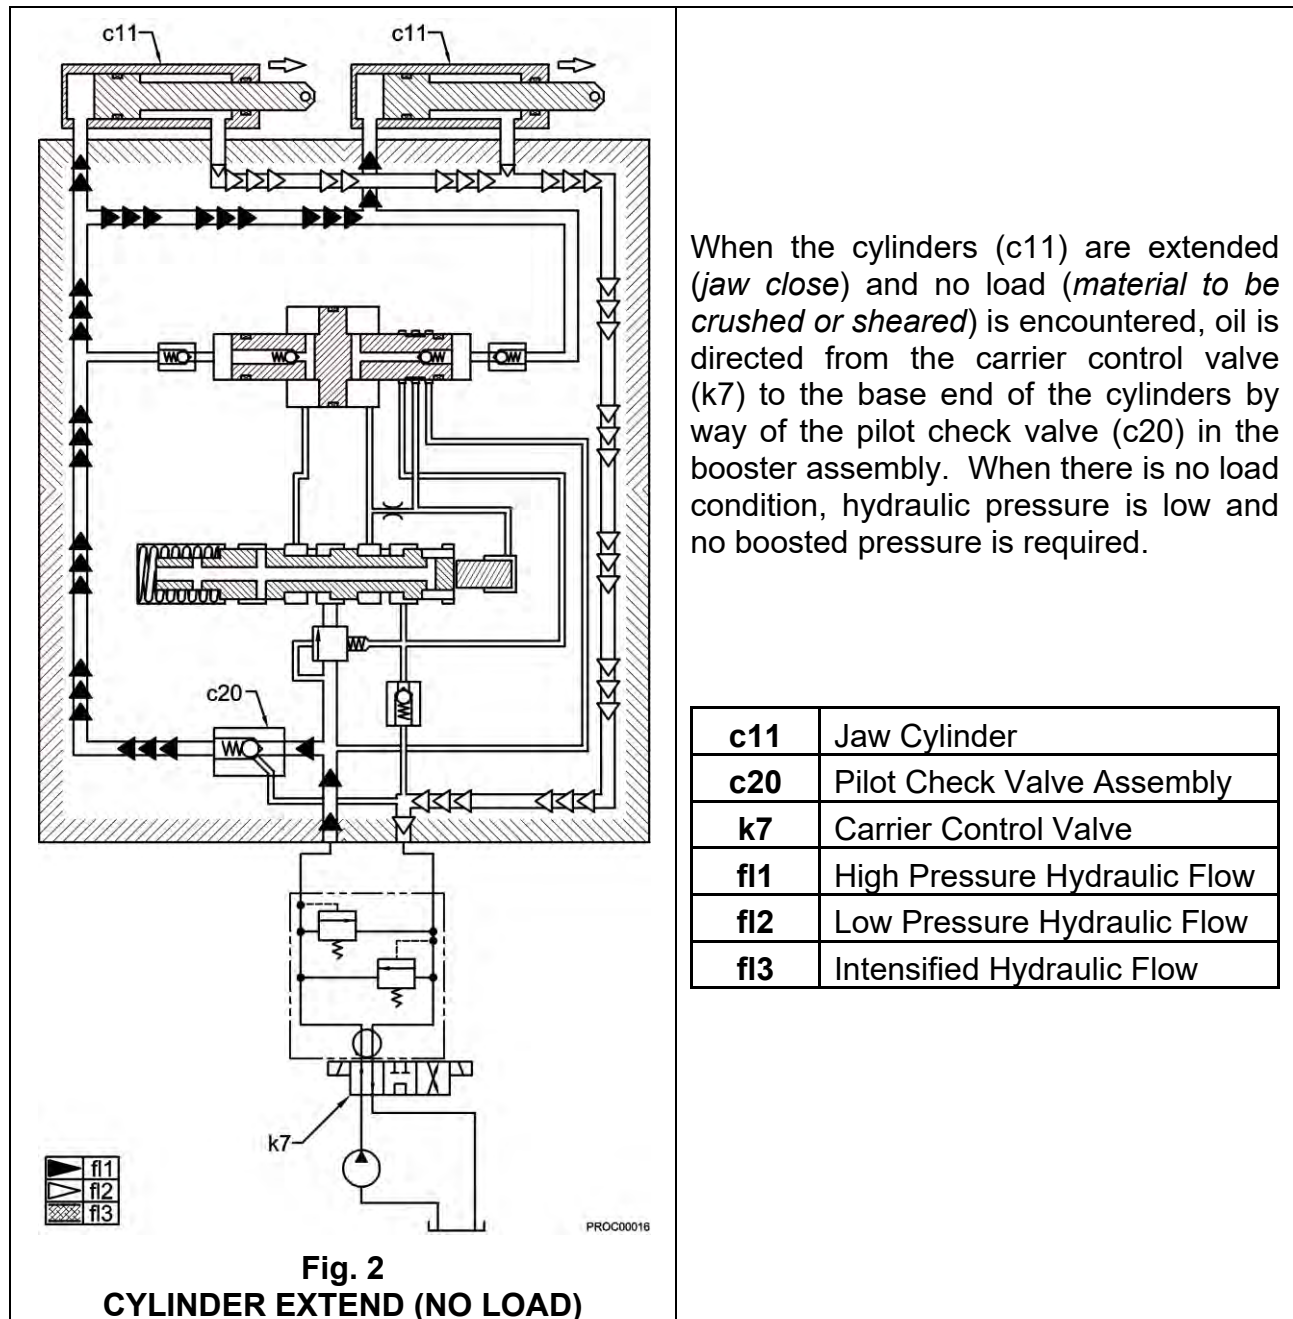 c11
c11
c20
k7
fl1
fl2
fl3
PROC00016
Fig. 2
CYLINDER EXTEND (NO LOAD)
When the cylinders (c11) are extended
(jaw close) and no load (material to be
crushed or sheared) is encountered, oil is
directed from the carrier control valve
(k7) to the base end of the cylinders by
way of the pilot check valve (c20) in the
booster assembly. When there is no load
condition, hydraulic pressure is low and
no boosted pressure is required.
c11 Jaw Cylinder
c20 Pilot Check Valve Assembly
k7 Carrier Control Valve
fl1 High Pressure Hydraulic Flow
fl2 Low Pressure Hydraulic Flow
fl3 Intensified Hydraulic Flow